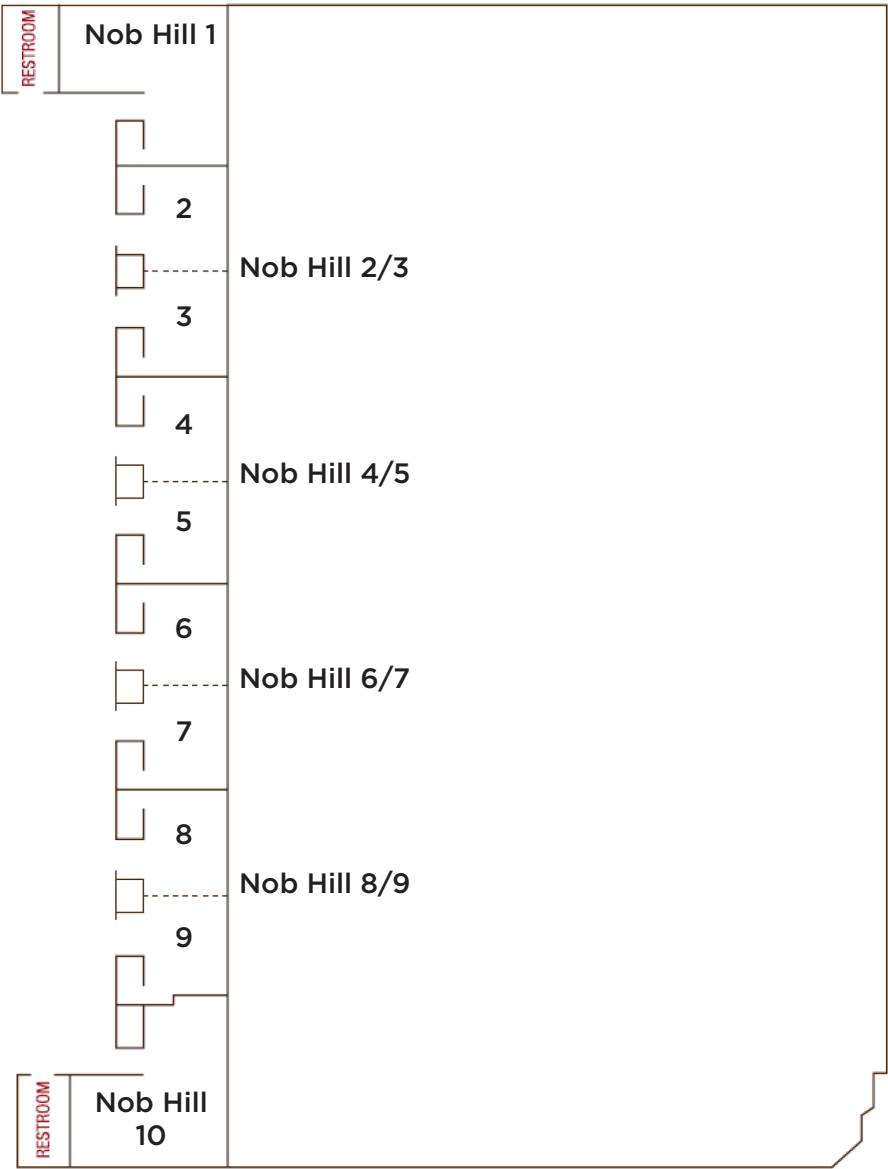 RESTROOM
Nob Hill 1
2
Nob Hill 2/3
3
4
Nob Hill 4/5
5
6
Nob Hill 6/7
7
8
Nob Hill 8/9
9
RESTROOM
Nob Hill
10